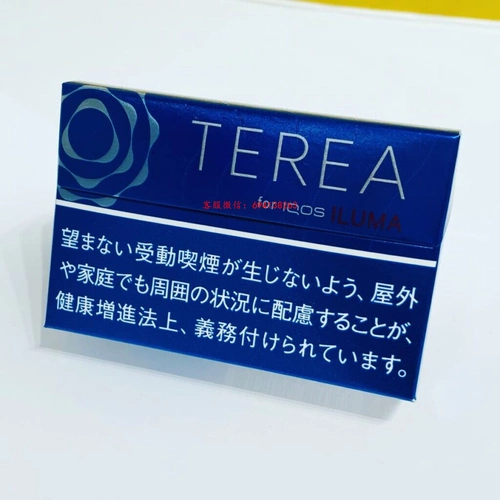 TEREA
for IQOS ILUMA
客服微信:
望まない受動喫煙が生じないよう、屋外
や家庭でも周囲の状況に配慮することが、
健康増進法上、義務付けられています。